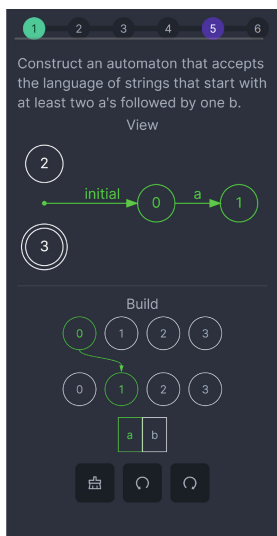 1 2 3 4 5 6
Construct an automaton that accepts
the language of strings that start with
at least two a's followed by one b.
View
2
initial 0 a 1
3
Build
0 1 2 3
0 1 2 3
a b